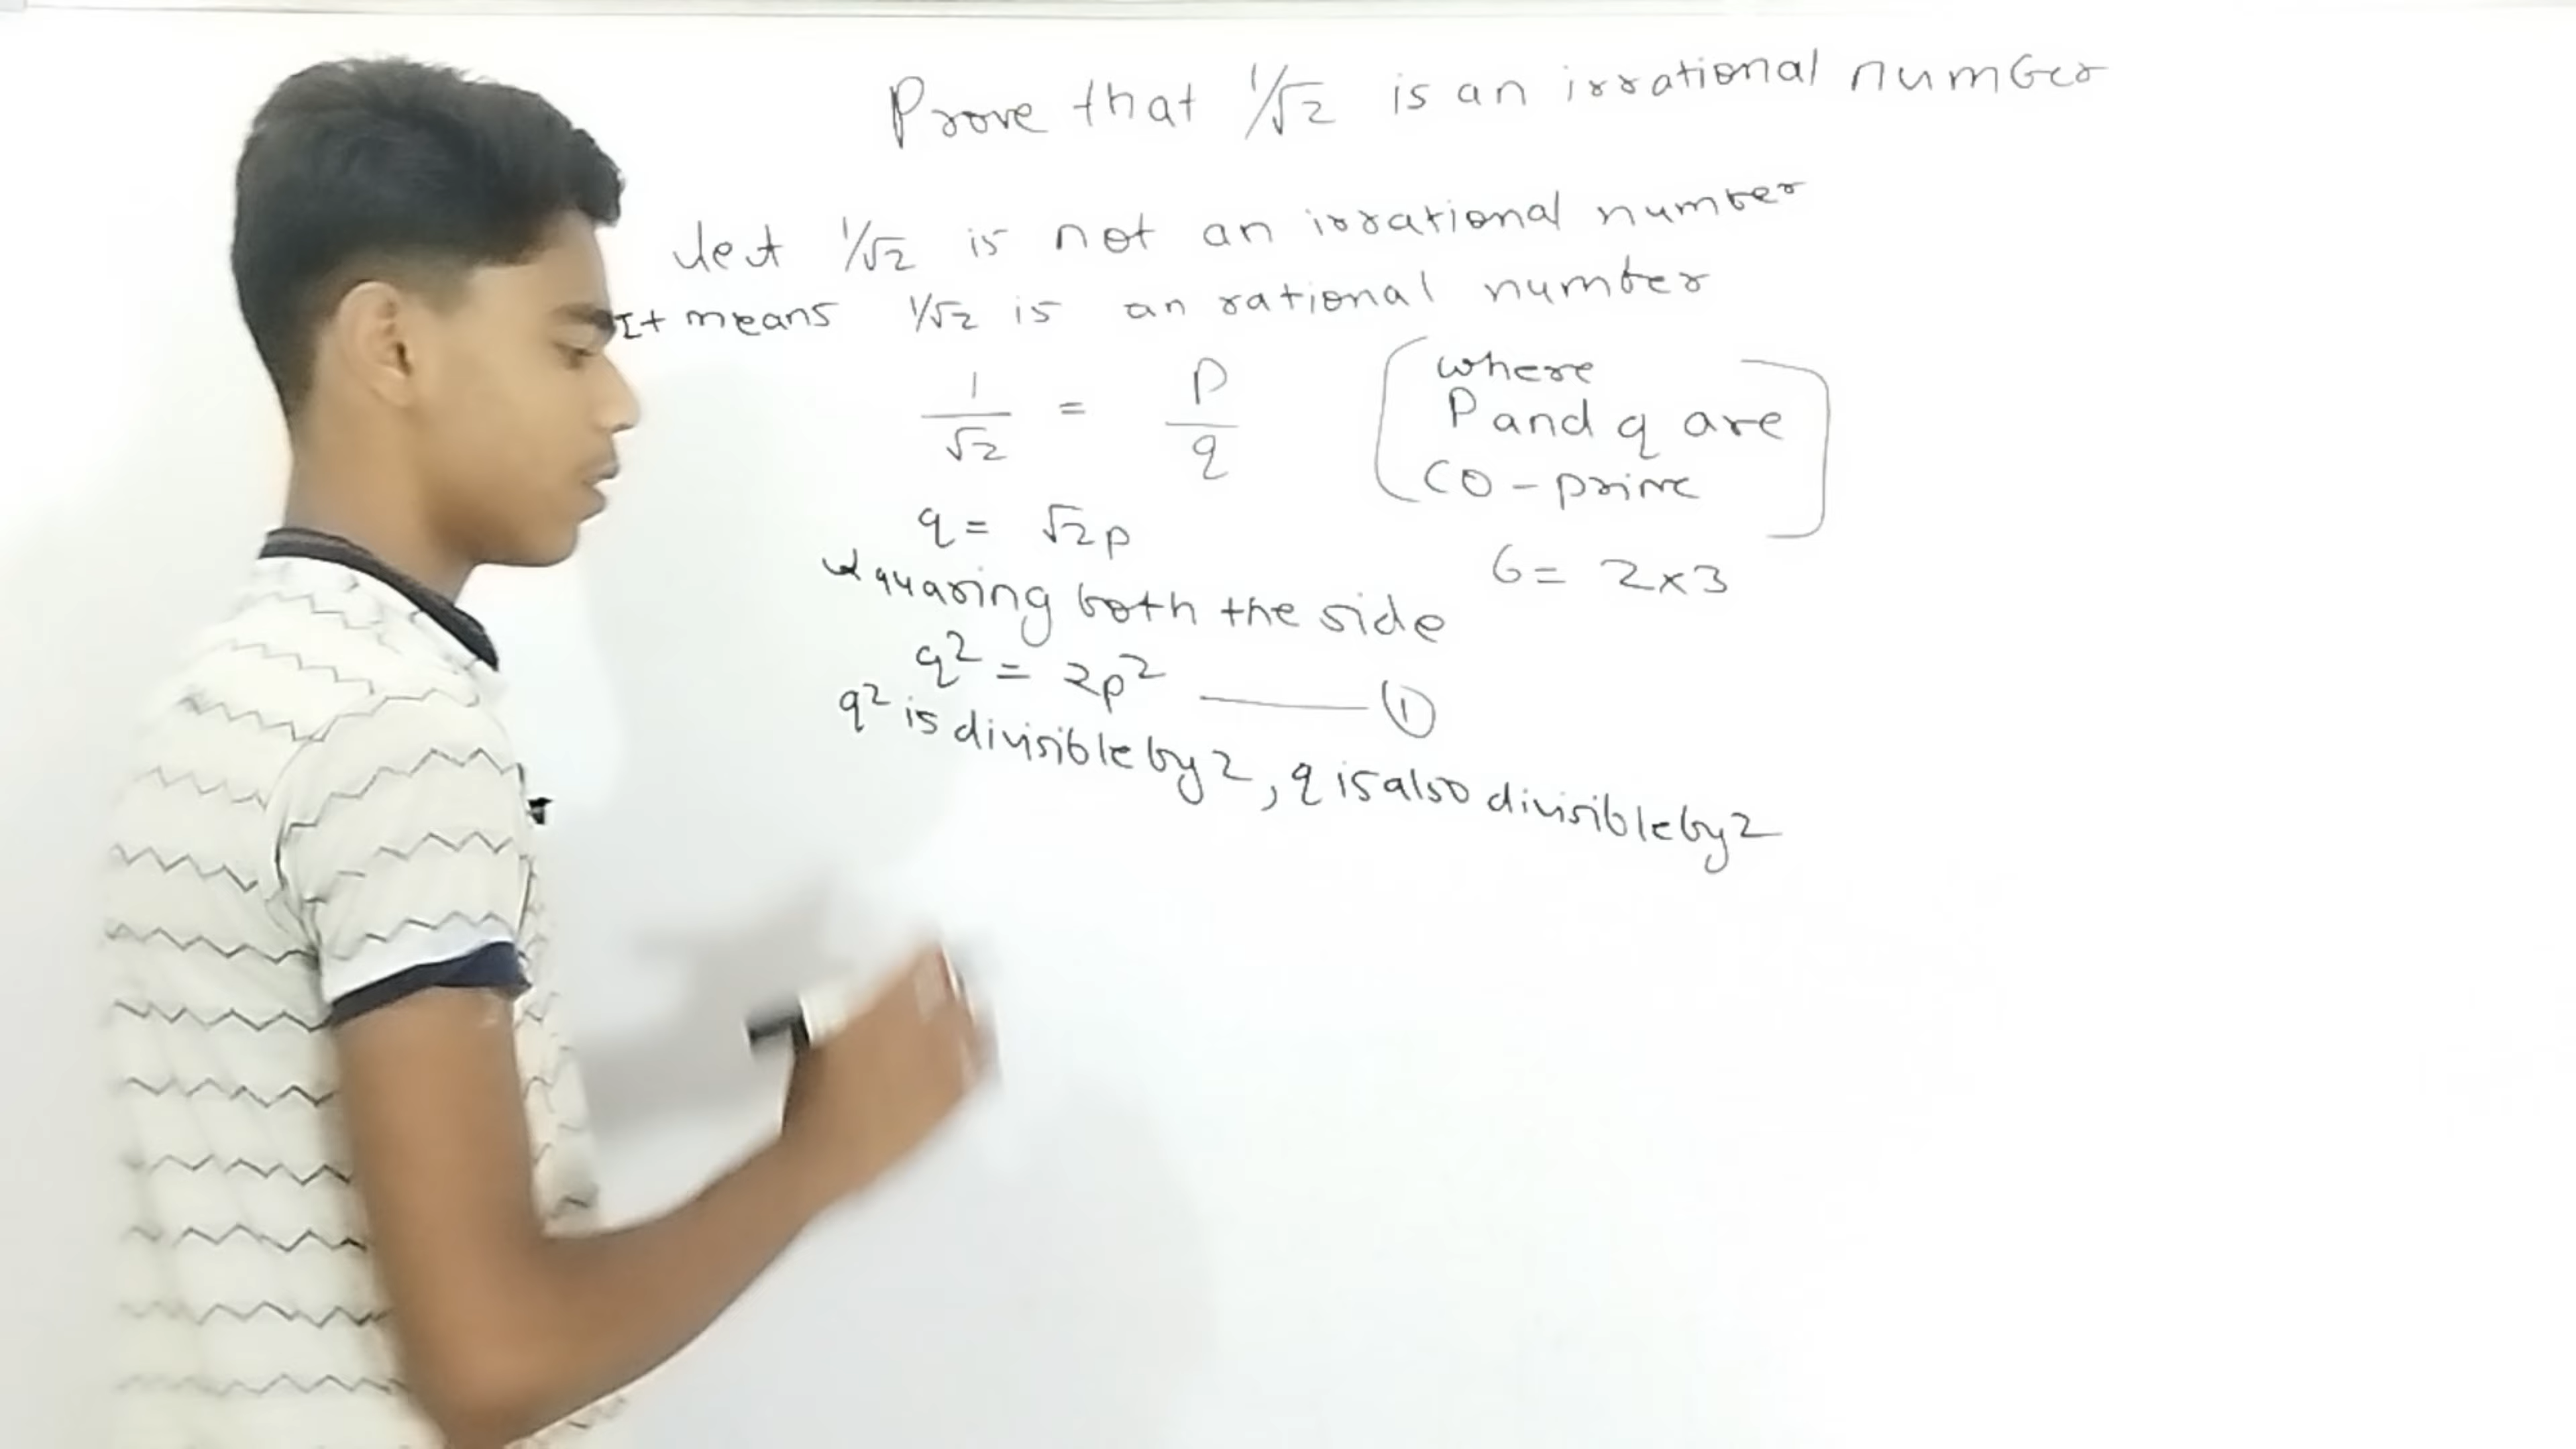 Prove that 1/√2 is an irrational number
Let 1/√2 is not an irrational number
It means 1/√2 is an rational number
1/√2 = P/q
where
P and q are
CO-prime
q = √2p
6 = 2x3
Squaring both the side
q² = 2p² —— ①
q² is divisible by 2, q is also divisible by 2